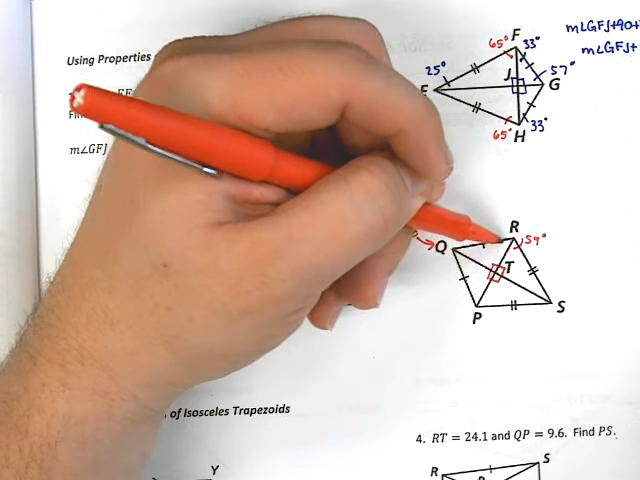 Using Properties
m∠GFJ
F
65°
33°
m∠GFJ+90+
m∠GFJ+
25°
J
57°
E
G
65°
33°
H
R
59°
Q
T
P
S
of Isosceles Trapezoids
Y
4. RT = 24.1 and QP = 9.6. Find PS.
R
S